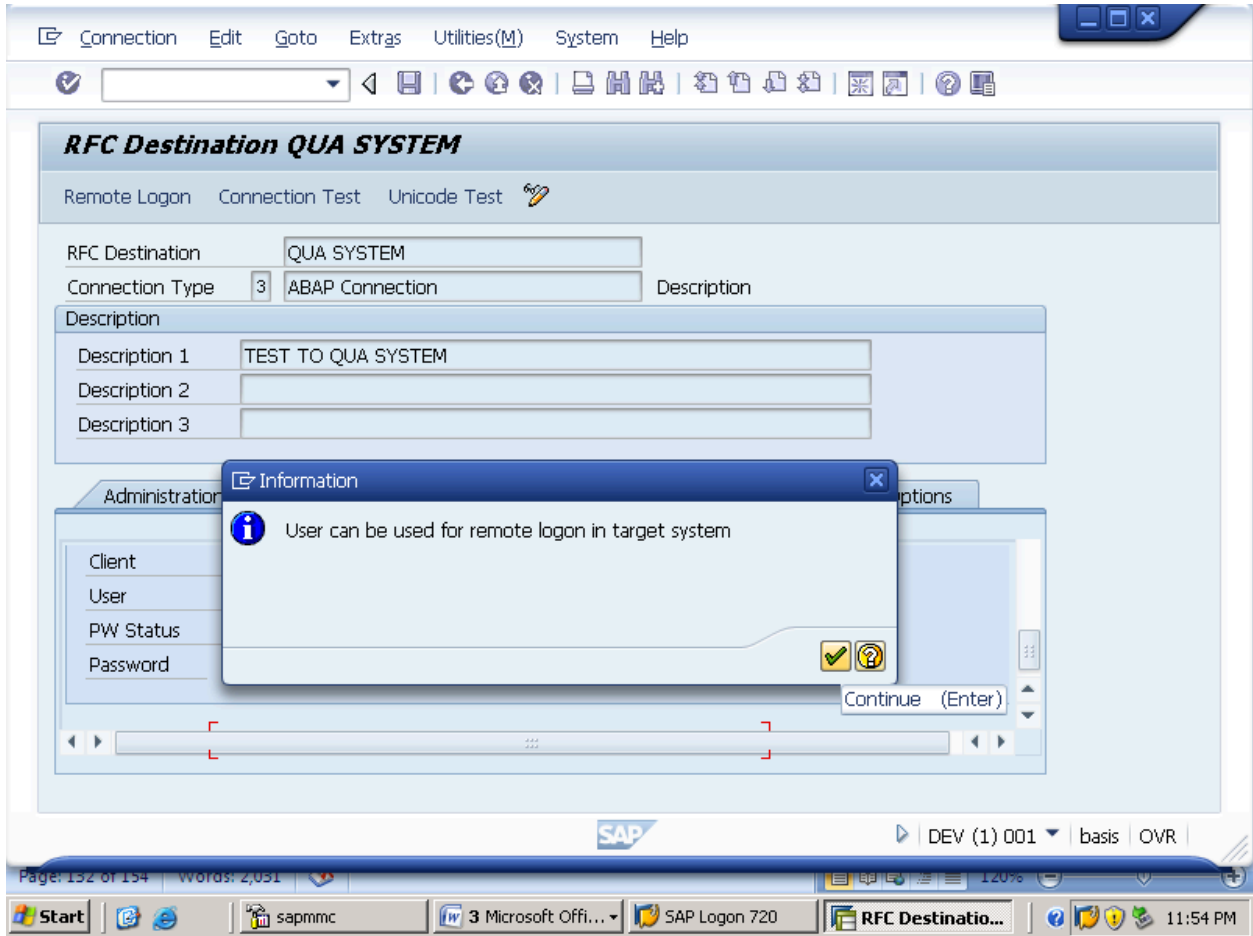 Connection Edit Goto Extras Utilities(M) System Help
RFC Destination QUA SYSTEM
Remote Logon Connection Test Unicode Test
RFC Destination QUA SYSTEM
Connection Type 3 ABAP Connection Description
Description
Description 1 TEST TO QUA SYSTEM
Description 2
Description 3
Information
Administration ptions
User can be used for remote logon in target system
Client
User
PW Status
Password
Continue (Enter)
SAP DEV (1) 001 basis OVR
Page: 132 of 154 Words: 2,031 120%
Start sapmmc 3 Microsoft Offi... SAP Logon 720 RFC Destinatio... 11:54 PM